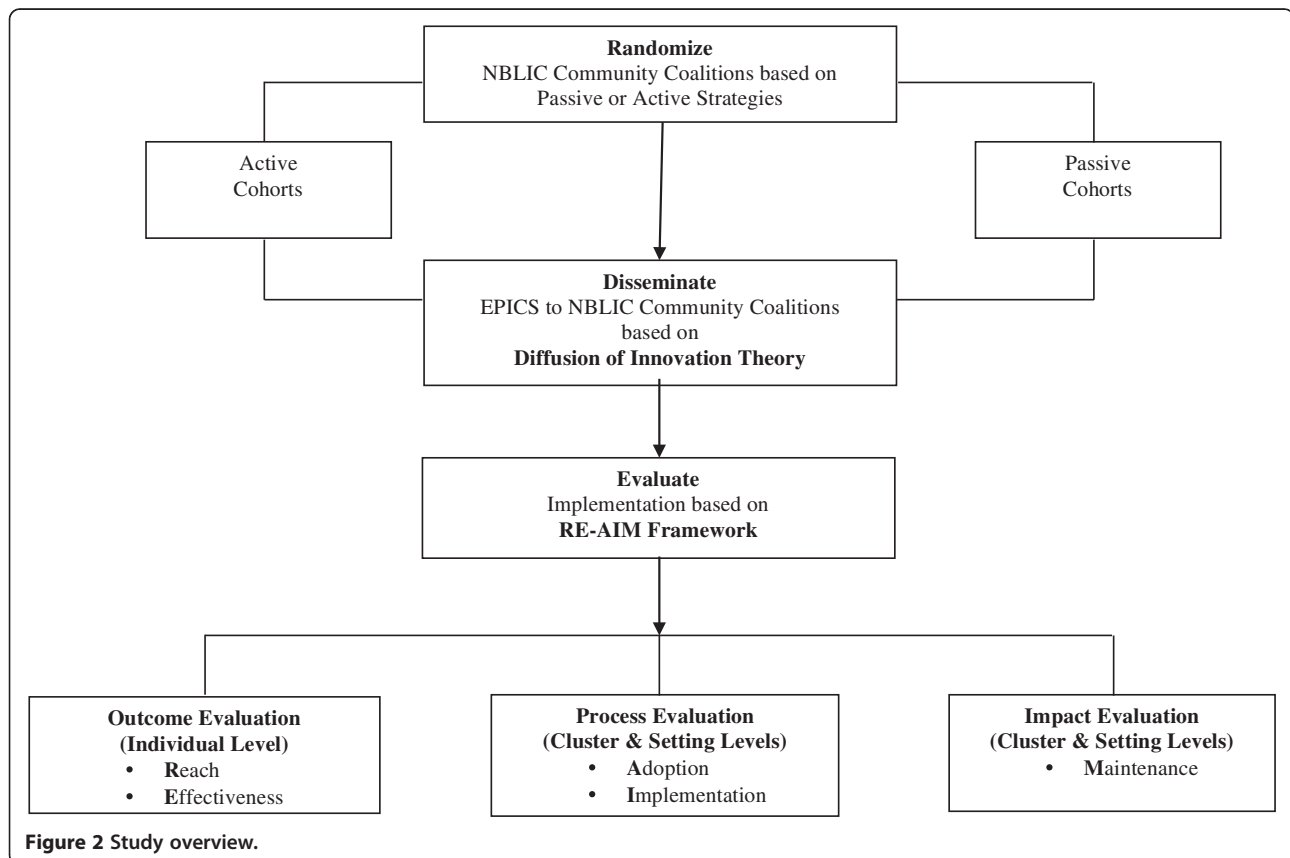 Randomize
NBLIC Community Coalitions based on
Passive or Active Strategies
Active
Cohorts
Passive
Cohorts
Disseminate
EPICS to NBLIC Community Coalitions
based on
Diffusion of Innovation Theory
Evaluate
Implementation based on
RE-AIM Framework
Outcome Evaluation
(Individual Level)
• Reach
• Effectiveness
Process Evaluation
(Cluster & Setting Levels)
• Adoption
• Implementation
Impact Evaluation
(Cluster & Setting Levels)
• Maintenance
Figure 2 Study overview.